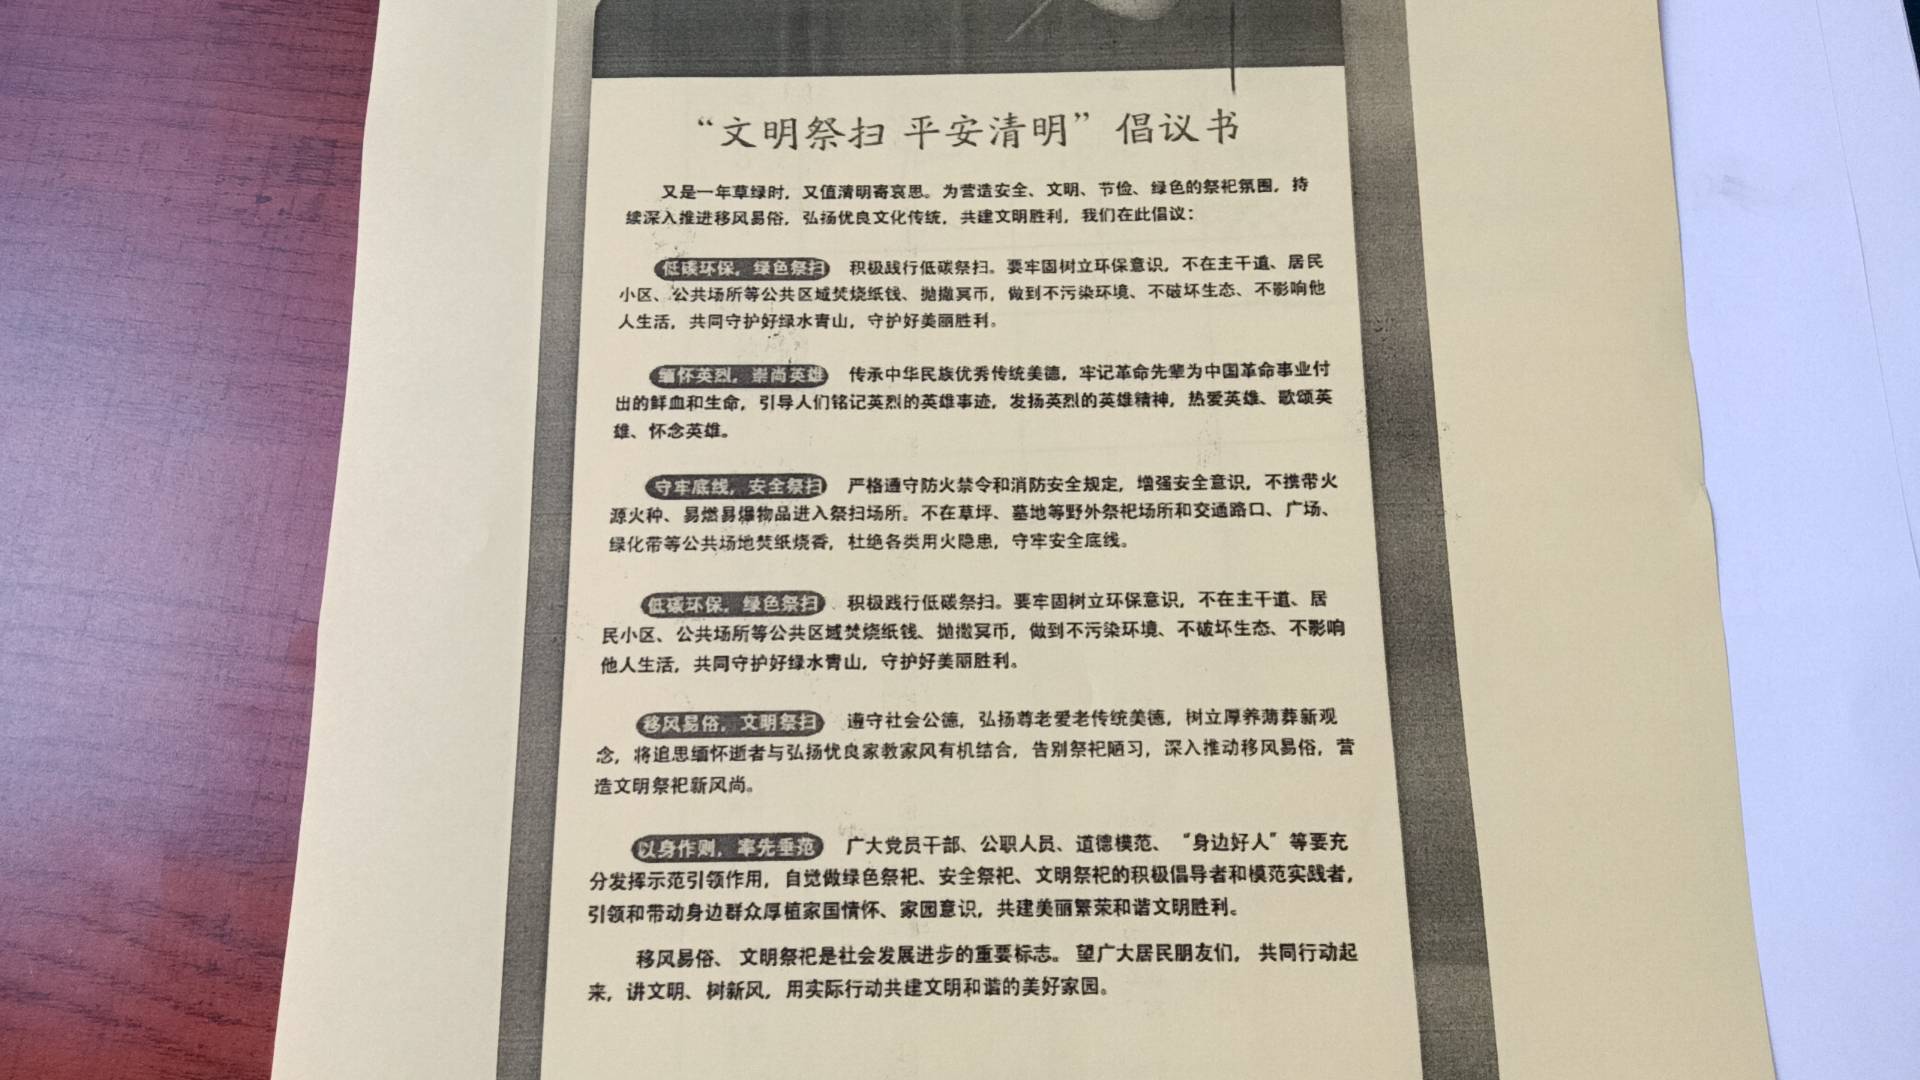 “文明祭扫 平安清明”倡议书
又是一年草绿时，又值清明寄哀思。为营造安全、文明、节俭、绿色的祭祀氛围，持
续深入推进移风易俗，弘扬优良文化传统，共建文明胜利，我们在此倡议：
低碳环保，绿色祭扫 积极践行低碳祭扫。要牢固树立环保意识，不在主干道、居民
小区、公共场所等公共区域焚烧纸钱、抛撒冥币，做到不污染环境、不破坏生态、不影响他
人生活，共同守护好绿水青山，守护好美丽胜利。
缅怀英烈，崇尚英雄 传承中华民族优秀传统美德，牢记革命先辈为中国革命事业付
出的鲜血和生命，引导人们铭记英烈的英雄事迹，发扬英烈的英雄精神，热爱英雄、歌颂英
雄、怀念英雄。
守牢底线，安全祭扫 严格遵守防火禁令和消防安全规定，增强安全意识，不携带火
源火种、易燃易爆物品进入祭扫场所。不在草坪、墓地等野外祭祀场所和交通路口、广场、
绿化带等公共场地焚纸烧香，杜绝各类用火隐患，守牢安全底线。
低碳环保，绿色祭扫 积极践行低碳祭扫。要牢固树立环保意识，不在主干道、居
民小区、公共场所等公共区域焚烧纸钱、抛撒冥币，做到不污染环境、不破坏生态、不影响
他人生活，共同守护好绿水青山，守护好美丽胜利。
移风易俗，文明祭扫 遵守社会公德，弘扬尊老爱老传统美德，树立厚养薄葬新观
念，将追思缅怀逝者与弘扬优良家教家风有机结合，告别祭祀陋习，深入推动移风易俗，营
造文明祭祀新风尚。
以身作则，率先垂范 广大党员干部、公职人员、道德模范、“身边好人”等要充
分发挥示范引领作用，自觉做绿色祭祀、安全祭祀、文明祭祀的积极倡导者和模范实践者，
引领和带动身边群众厚植家国情怀、家园意识，共建美丽繁荣和谐文明胜利。
移风易俗、文明祭祀是社会发展进步的重要标志。望广大居民朋友们，共同行动起
来，讲文明、树新风，用实际行动共建文明和谐的美好家园。